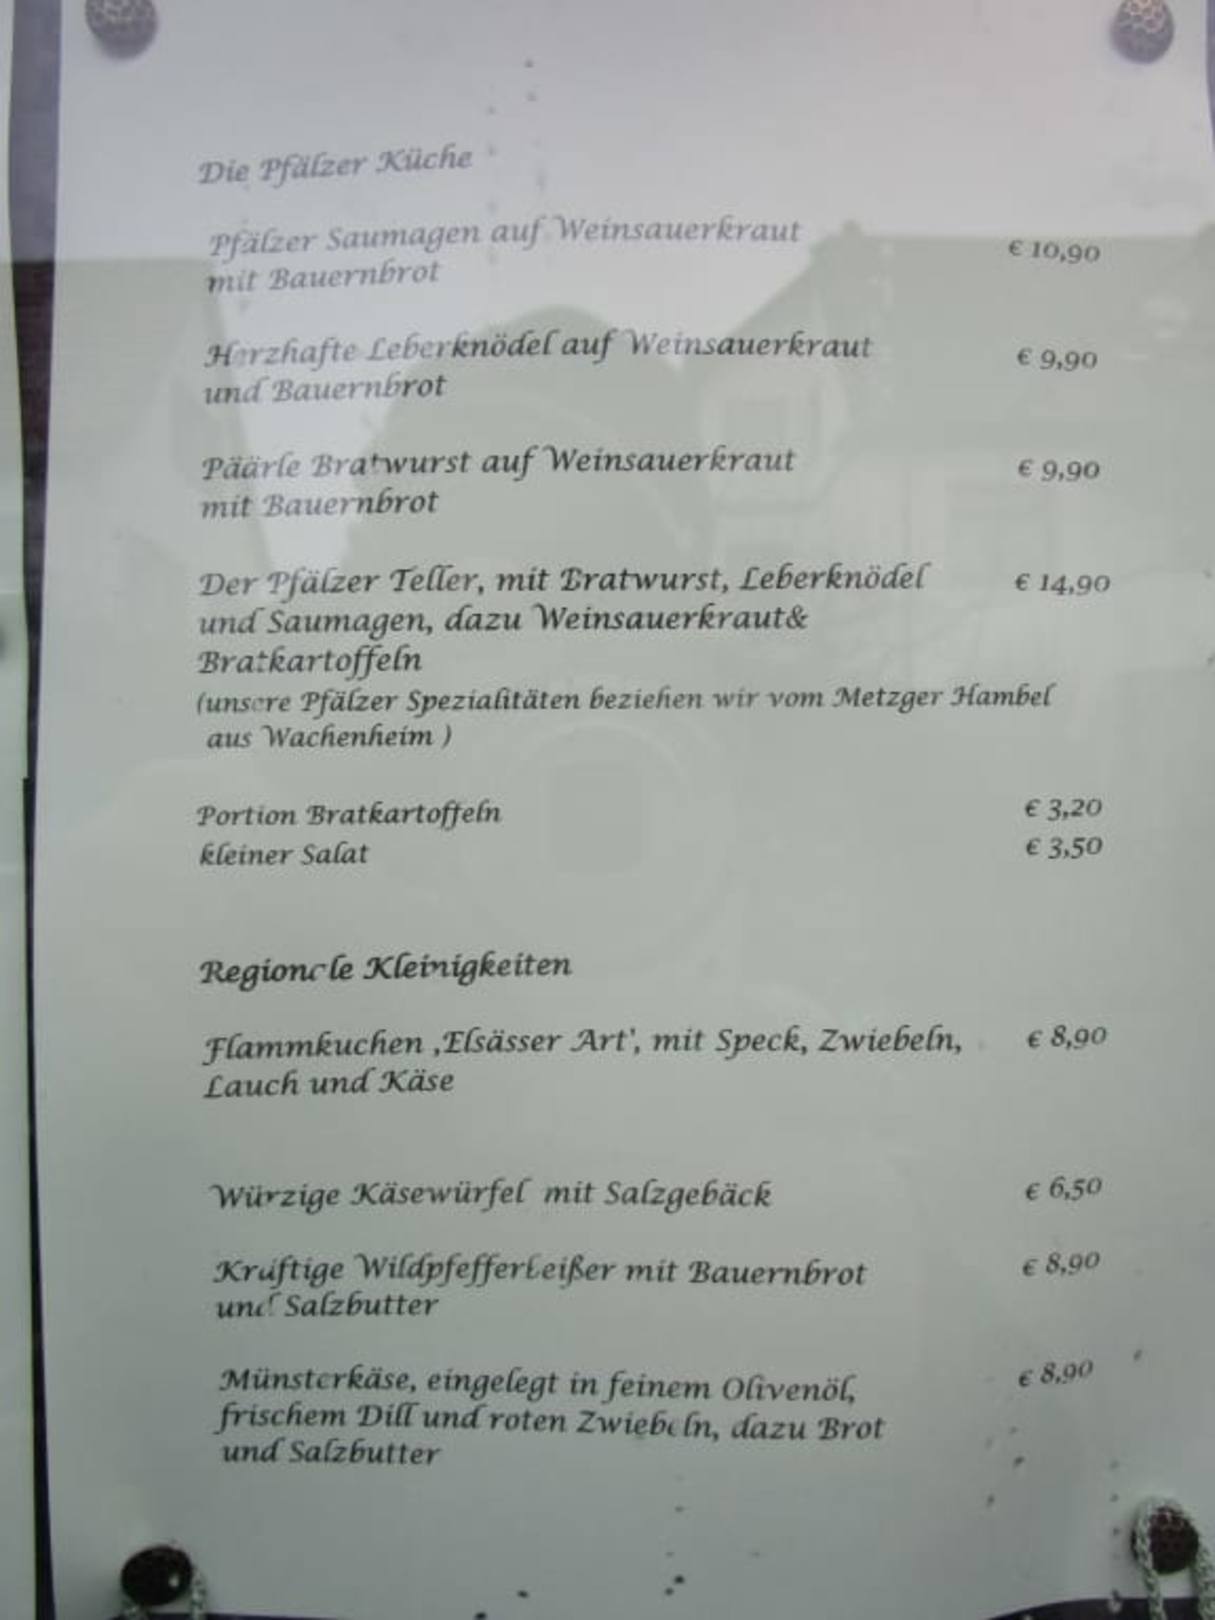 Die Pfälzer Küche
Pfälzer Saumagen auf Weinsauerkraut € 10,90
mit Bauernbrot
Herzhafte Leberknödel auf Weinsauerkraut € 9,90
und Bauernbrot
Päärle Bratwurst auf Weinsauerkraut € 9,90
mit Bauernbrot
Der Pfälzer Teller, mit Bratwurst, Leberknödel € 14,90
und Saumagen, dazu Weinsauerkraut&
Bratkartoffeln
(unsere Pfälzer Spezialitäten beziehen wir vom Metzger Hambel
aus Wachenheim )
Portion Bratkartoffeln € 3,20
kleiner Salat € 3,50
Regionale Kleinigkeiten
Flammkuchen ‚Elsässer Art', mit Speck, Zwiebeln, € 8,90
Lauch und Käse
Würzige Käsewürfel mit Salzgebäck € 6,50
Kräftige Wildpfefferbeißer mit Bauernbrot € 8,90
und Salzbutter
Münsterkäse, eingelegt in feinem Olivenöl, € 8,90
frischem Dill und roten Zwiebeln, dazu Brot
und Salzbutter